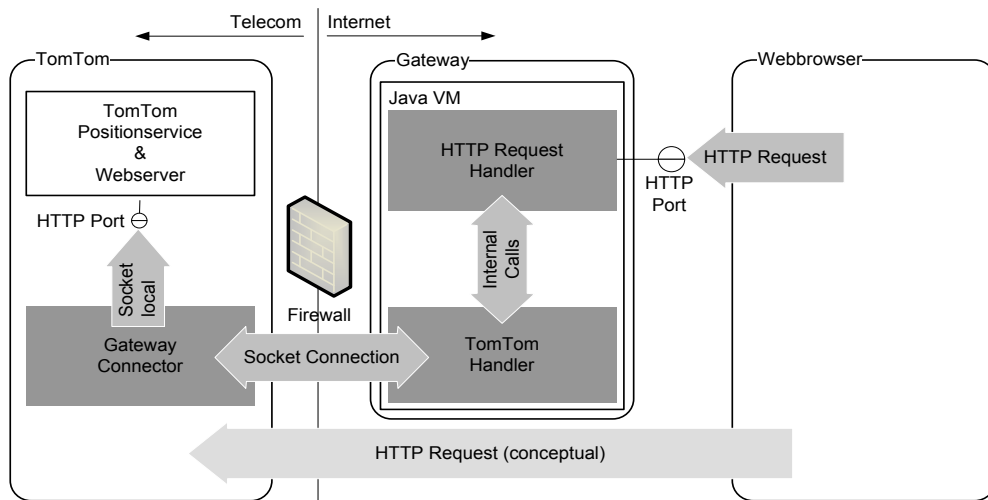 Telecom
Internet
TomTom
Gateway
Webbrowser
TomTom
Positionservice
&
Webserver
Java VM
HTTP Request
Handler
HTTP Request
HTTP
Port
HTTP Port
Socket
local
Internal
Calls
Firewall
Gateway
Connector
Socket Connection
TomTom
Handler
HTTP Request (conceptual)